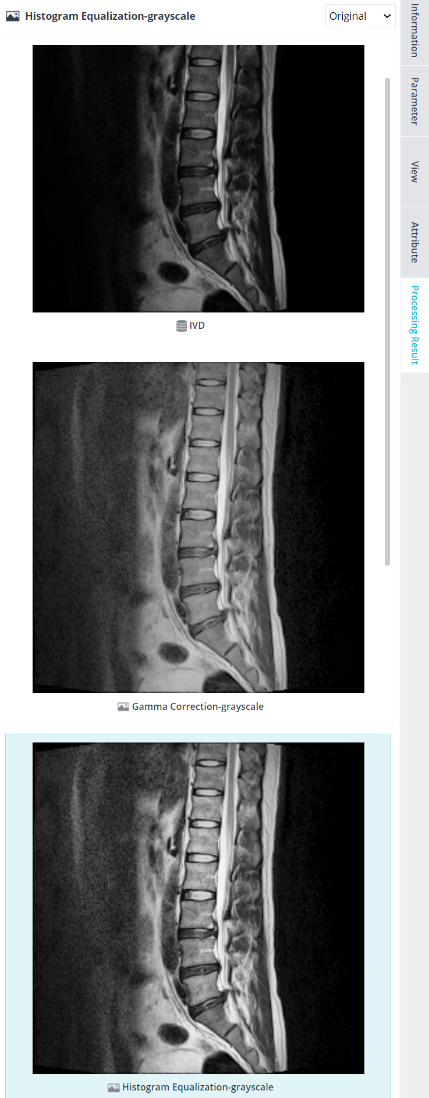 Histogram Equalization-grayscale
Original
Information
Parameter
View
Attribute
Processing Result
IVD
Gamma Correction-grayscale
Histogram Equalization-grayscale